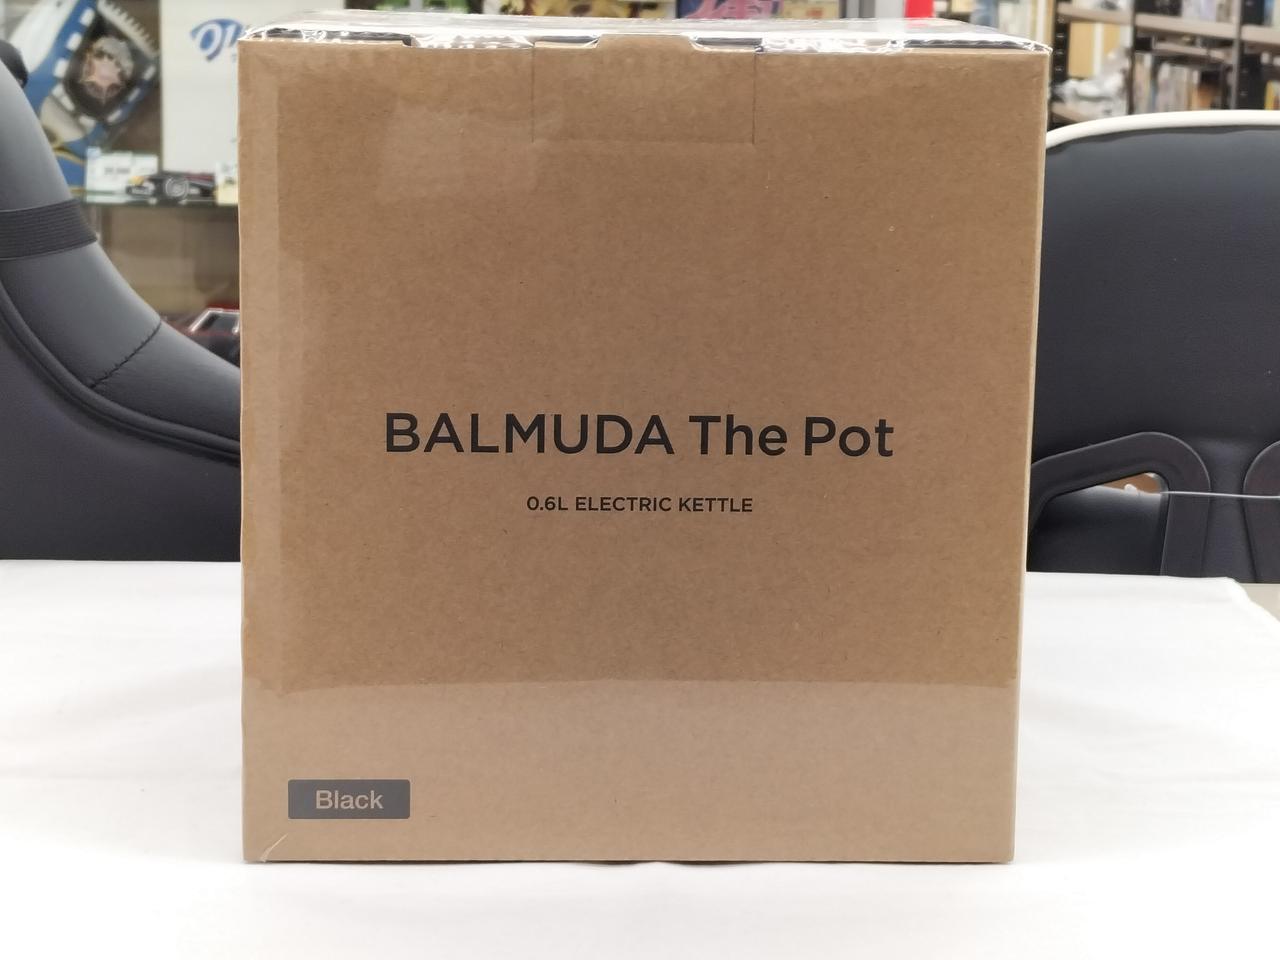 BALMUDA The Pot
0.6L ELECTRIC KETTLE
Black